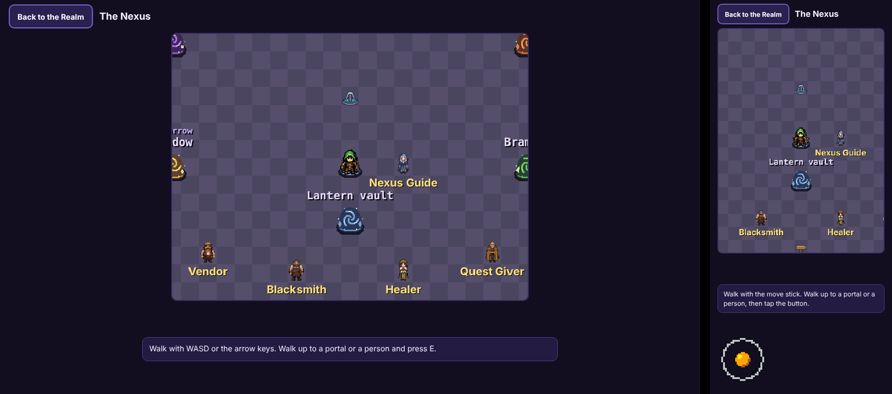 Back to the Realm
The Nexus
rrow
dow
Bram
Nexus Guide
Lantern vault
Vendor
Quest Giver
Blacksmith
Healer
Walk with WASD or the arrow keys. Walk up to a portal or a person and press E.
Back to the Realm
The Nexus
Nexus Guide
Lantern vault
Blacksmith
Healer
Walk with the move stick. Walk up to a portal or a
person, then tap the button.